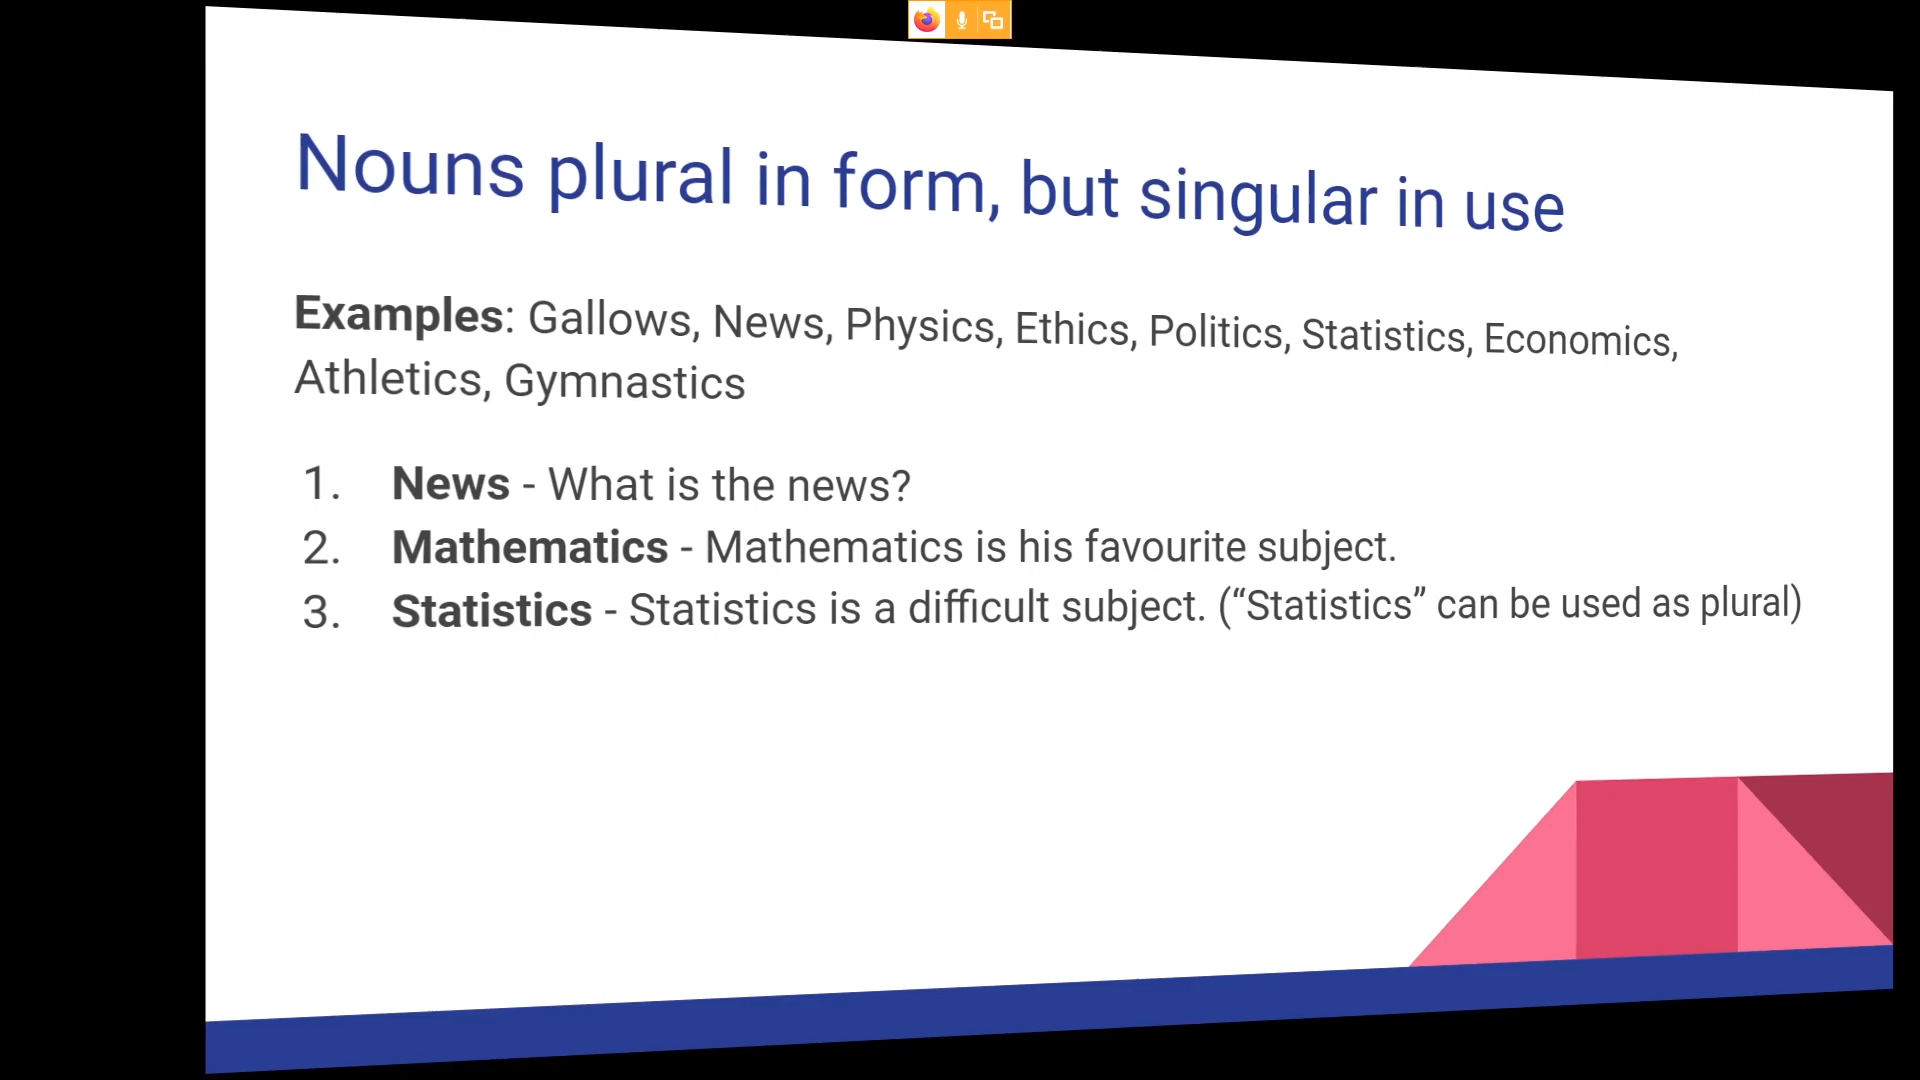 Nouns plural in form, but singular in use
Examples: Gallows, News, Physics, Ethics, Politics, Statistics, Economics,
Athletics, Gymnastics
1. News - What is the news?
2. Mathematics - Mathematics is his favourite subject.
3. Statistics - Statistics is a difficult subject. (“Statistics” can be used as plural)